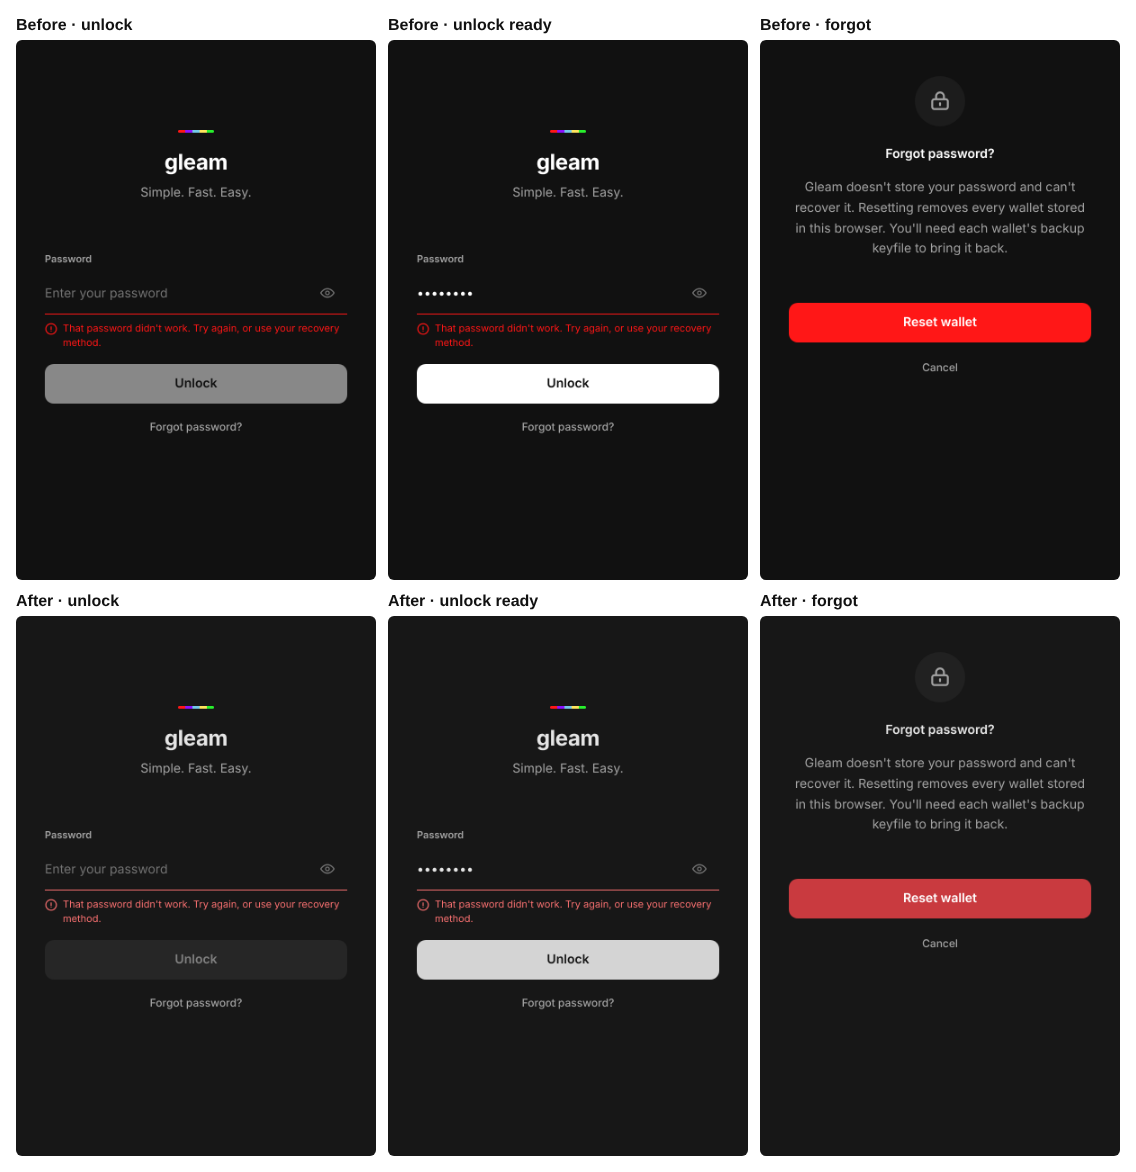 Before · unlock
gleam
Simple. Fast. Easy.
Password
Enter your password
That password didn't work. Try again, or use your recovery
method.
Unlock
Forgot password?
Before · unlock ready
gleam
Simple. Fast. Easy.
Password
••••••••
That password didn't work. Try again, or use your recovery
method.
Unlock
Forgot password?
Before · forgot
Forgot password?
Gleam doesn't store your password and can't
recover it. Resetting removes every wallet stored
in this browser. You'll need each wallet's backup
keyfile to bring it back.
Reset wallet
Cancel
After · unlock
gleam
Simple. Fast. Easy.
Password
Enter your password
That password didn't work. Try again, or use your recovery
method.
Unlock
Forgot password?
After · unlock ready
gleam
Simple. Fast. Easy.
Password
••••••••
That password didn't work. Try again, or use your recovery
method.
Unlock
Forgot password?
After · forgot
Forgot password?
Gleam doesn't store your password and can't
recover it. Resetting removes every wallet stored
in this browser. You'll need each wallet's backup
keyfile to bring it back.
Reset wallet
Cancel